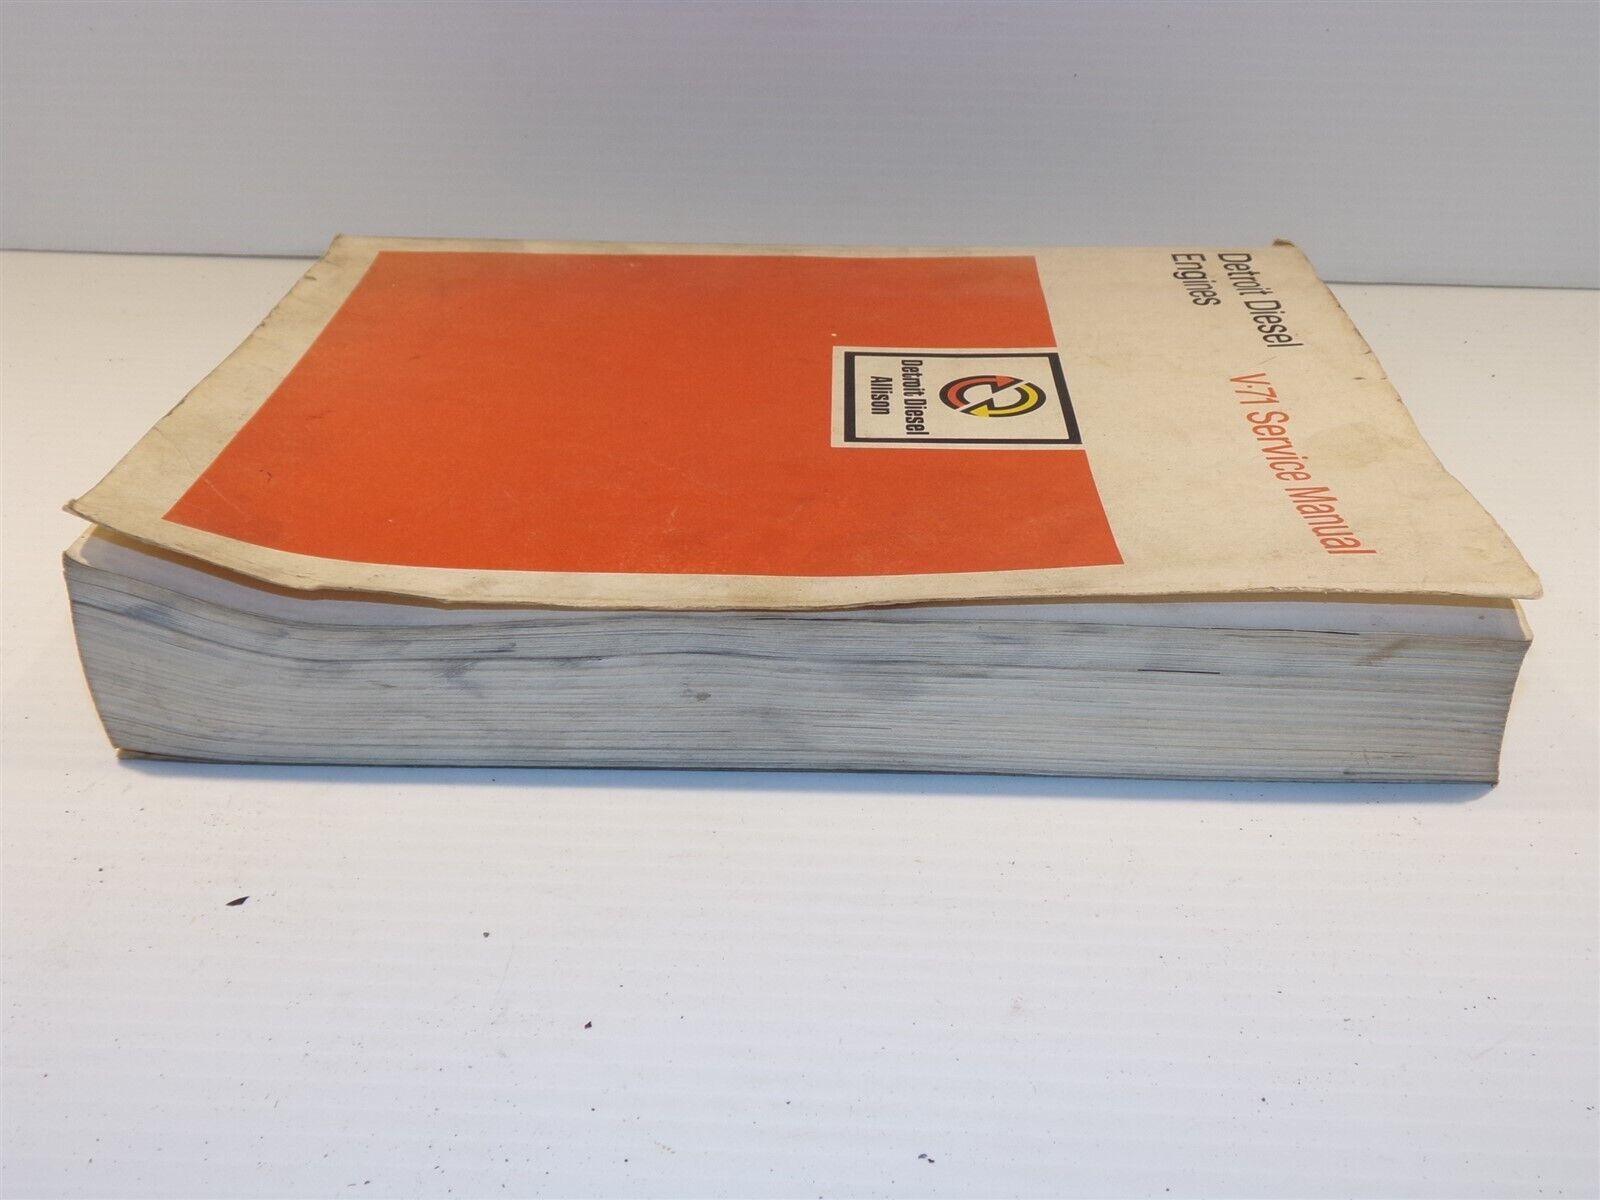 Detroit Diesel
Engines
V·71 Service Manual
Detroit Diesel
Allison